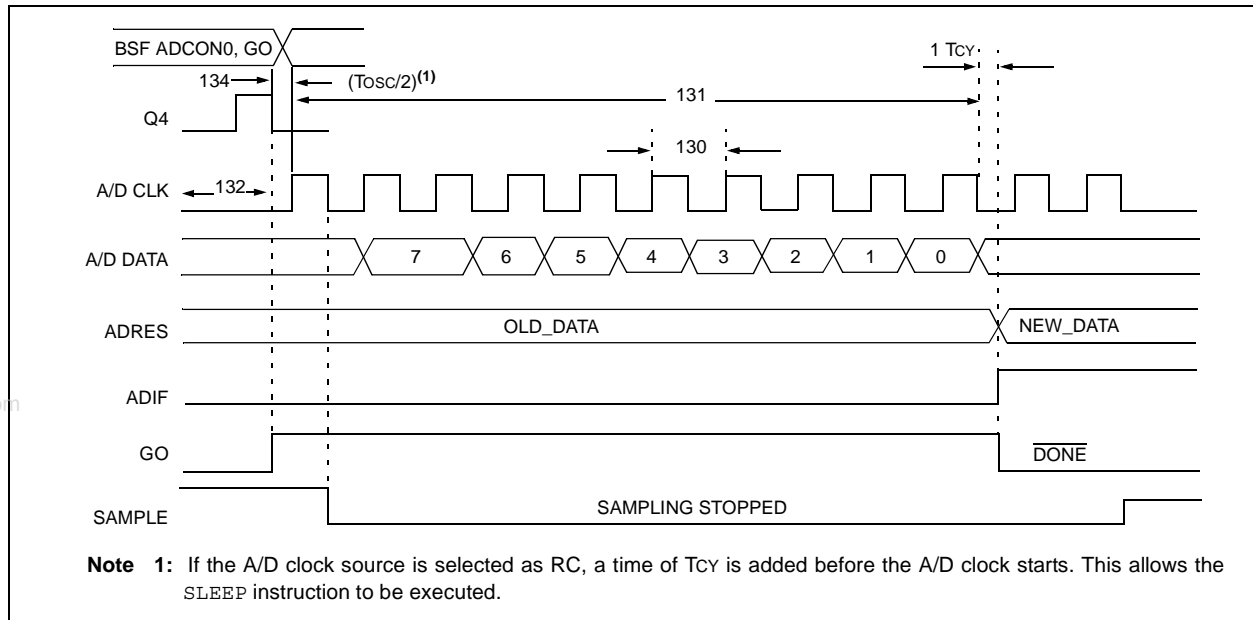 BSF ADCON0, GO
134
(TOSC/2)(1)
1 TCY
131
Q4
130
A/D CLK
132
A/D DATA
7 6 5 4 3 2 1 0
ADRES
OLD_DATA
NEW_DATA
ADIF
om
GO
DONE
SAMPLE
SAMPLING STOPPED
Note 1: If the A/D clock source is selected as RC, a time of TCY is added before the A/D clock starts. This allows the
SLEEP instruction to be executed.